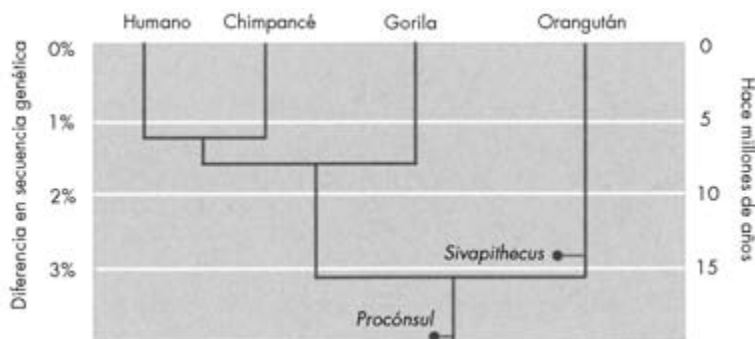 Humano Chimpancé Gorila Orangután
Diferencia en secuencia genética
0%
1%
2%
3%
0
5
10
15
Hace millones de años
Sivapithecus
Procónsul